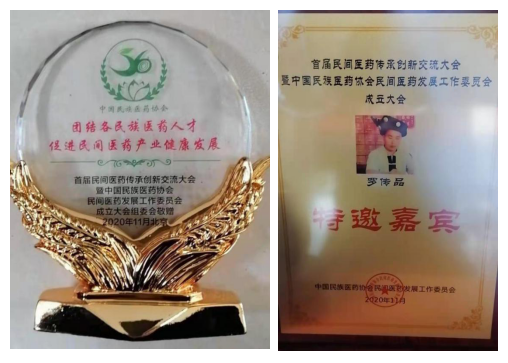 中国民族医药协会
团结各民族医药人才
促进民间医药产业健康发展
首届民间医药传承创新交流大会
暨中国民族医药协会
民间医药发展工作委员会
成立大会组委会敬赠
2020年11月北京
首届民间医药传承创新交流大会
暨中国民族医药协会民间医药发展工作委员会
成立大会
罗传品
特邀嘉宾
中国民族医药协会民间医药发展工作委员会
2020年11月